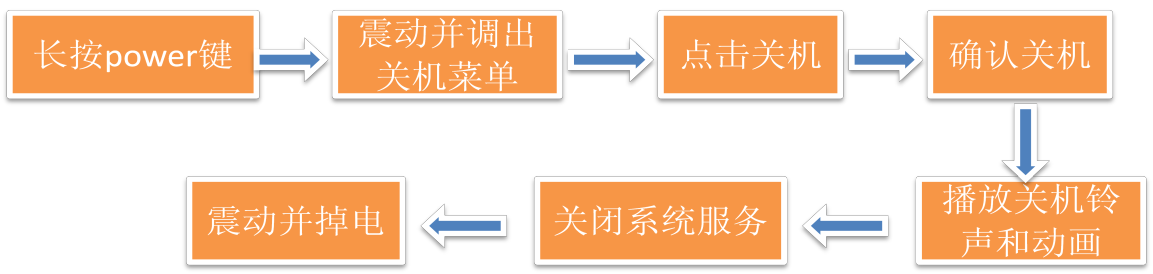 长按power键
震动并调出
关机菜单
点击关机
确认关机
播放关机铃
声和动画
关闭系统服务
震动并掉电